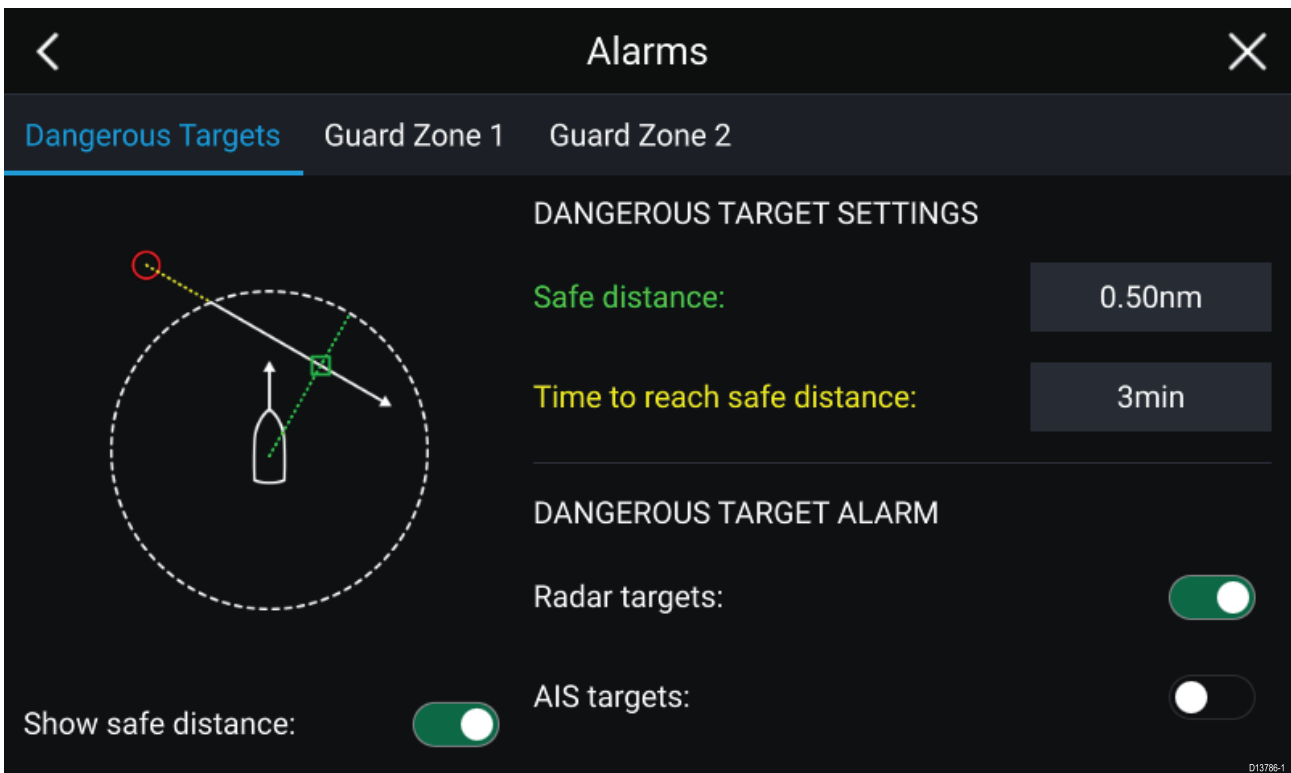 Alarms
Dangerous Targets Guard Zone 1 Guard Zone 2
DANGEROUS TARGET SETTINGS
Safe distance: 0.50nm
Time to reach safe distance: 3min
DANGEROUS TARGET ALARM
Radar targets:
AIS targets:
Show safe distance:
D13786-1